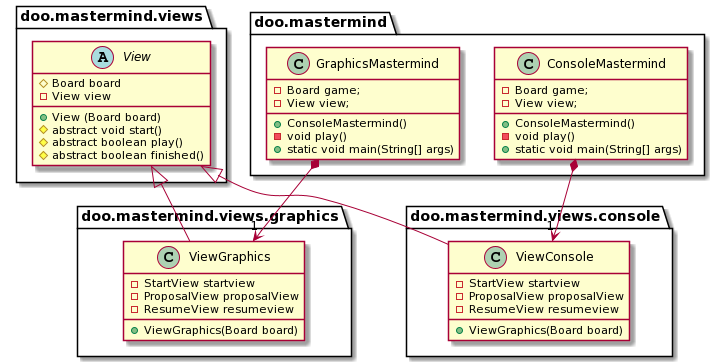 doo.mastermind.views
A View
Board board
View view
View (Board board)
abstract void start()
abstract boolean play()
abstract boolean finished()
doo.mastermind
C GraphicsMastermind
Board game;
View view;
ConsoleMastermind()
void play()
static void main(String[] args)
C ConsoleMastermind
Board game;
View view;
ConsoleMastermind()
void play()
static void main(String[] args)
doo.mastermind.views.graphics
1
C ViewGraphics
StartView startview
ProposalView proposalView
ResumeView resumeview
ViewGraphics(Board board)
doo.mastermind.views.console
1
C ViewConsole
StartView startview
ProposalView proposalView
ResumeView resumeview
ViewGraphics(Board board)